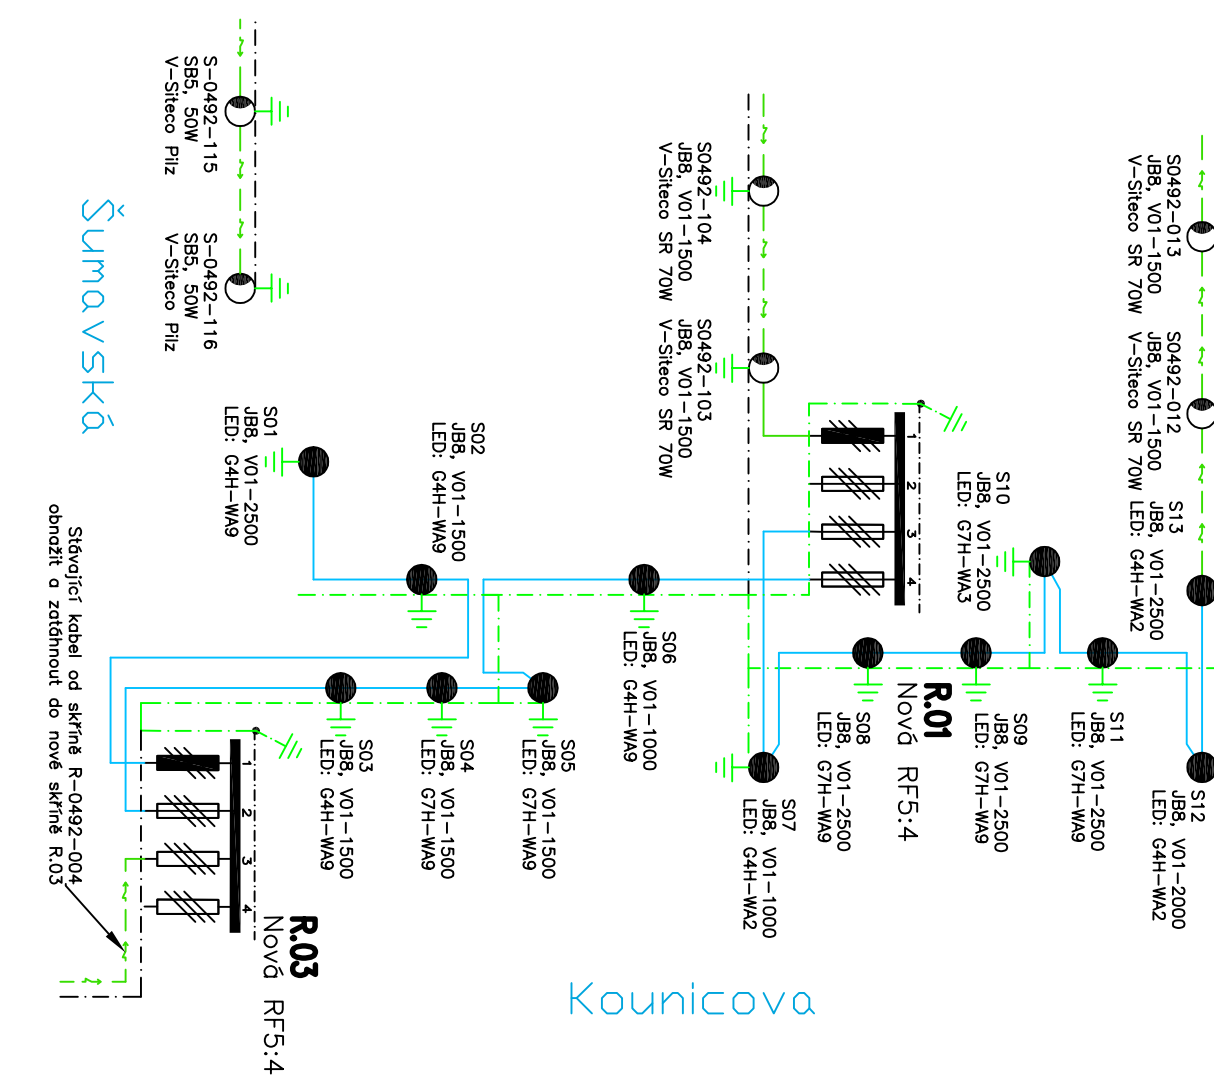 S-0492-115
SB5, 50W
V-Siteco Pilz
S-0492-116
SB5, 50W
V-Siteco Pilz
Šumavská
S0492-104
JB8, V01-1500
V-Siteco SR 70W
S0492-103
JB8, V01-1500
V-Siteco SR 70W
S0492-013
JB8, V01-1500
V-Siteco SR 70W
S0492-012
JB8, V01-1500
V-Siteco SR 70W
S13
JB8, V01-2500
LED: G4H-WA2
S01
JB8, V01-2500
LED: G4H-WA9
S02
JB8, V01-1500
LED: G4H-WA9
1
2
3
4
S10
JB8, V01-2500
LED: G7H-WA3
S06
JB8, V01-1000
LED: G4H-WA9
R.01
Nová RF5:4
S08
JB8, V01-2500
LED: G7H-WA9
S09
JB8, V01-2500
LED: G7H-WA9
S11
JB8, V01-2500
LED: G7H-WA9
S12
JB8, V01-2000
LED: G4H-WA2
S07
JB8, V01-1000
LED: G4H-WA2
S03
JB8, V01-1500
LED: G4H-WA9
S04
JB8, V01-1500
LED: G7H-WA9
S05
JB8, V01-1500
LED: G7H-WA9
1
2
3
4
R.03
Nová RF5:4
Stávající kabel od skříně R-0492-004
obnažit a zatáhnout do nové skříně R.03
Kounicova